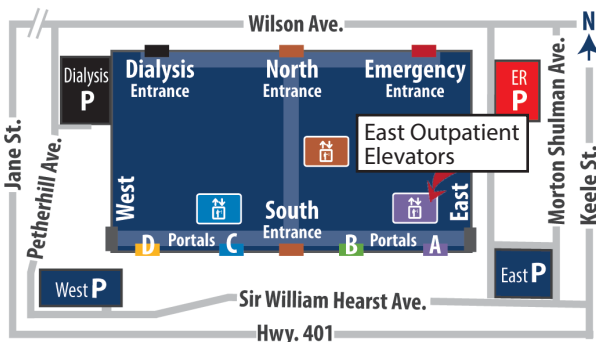 Wilson Ave.
N
Dialysis
P
Dialysis
Entrance
North
Entrance
Emergency
Entrance
ER
P
East Outpatient
Elevators
Jane St.
Petherhill Ave.
West
East
Morton Shulman Ave.
Keele St.
South
Entrance
D Portals C
B Portals A
West P
East P
Sir William Hearst Ave.
Hwy. 401